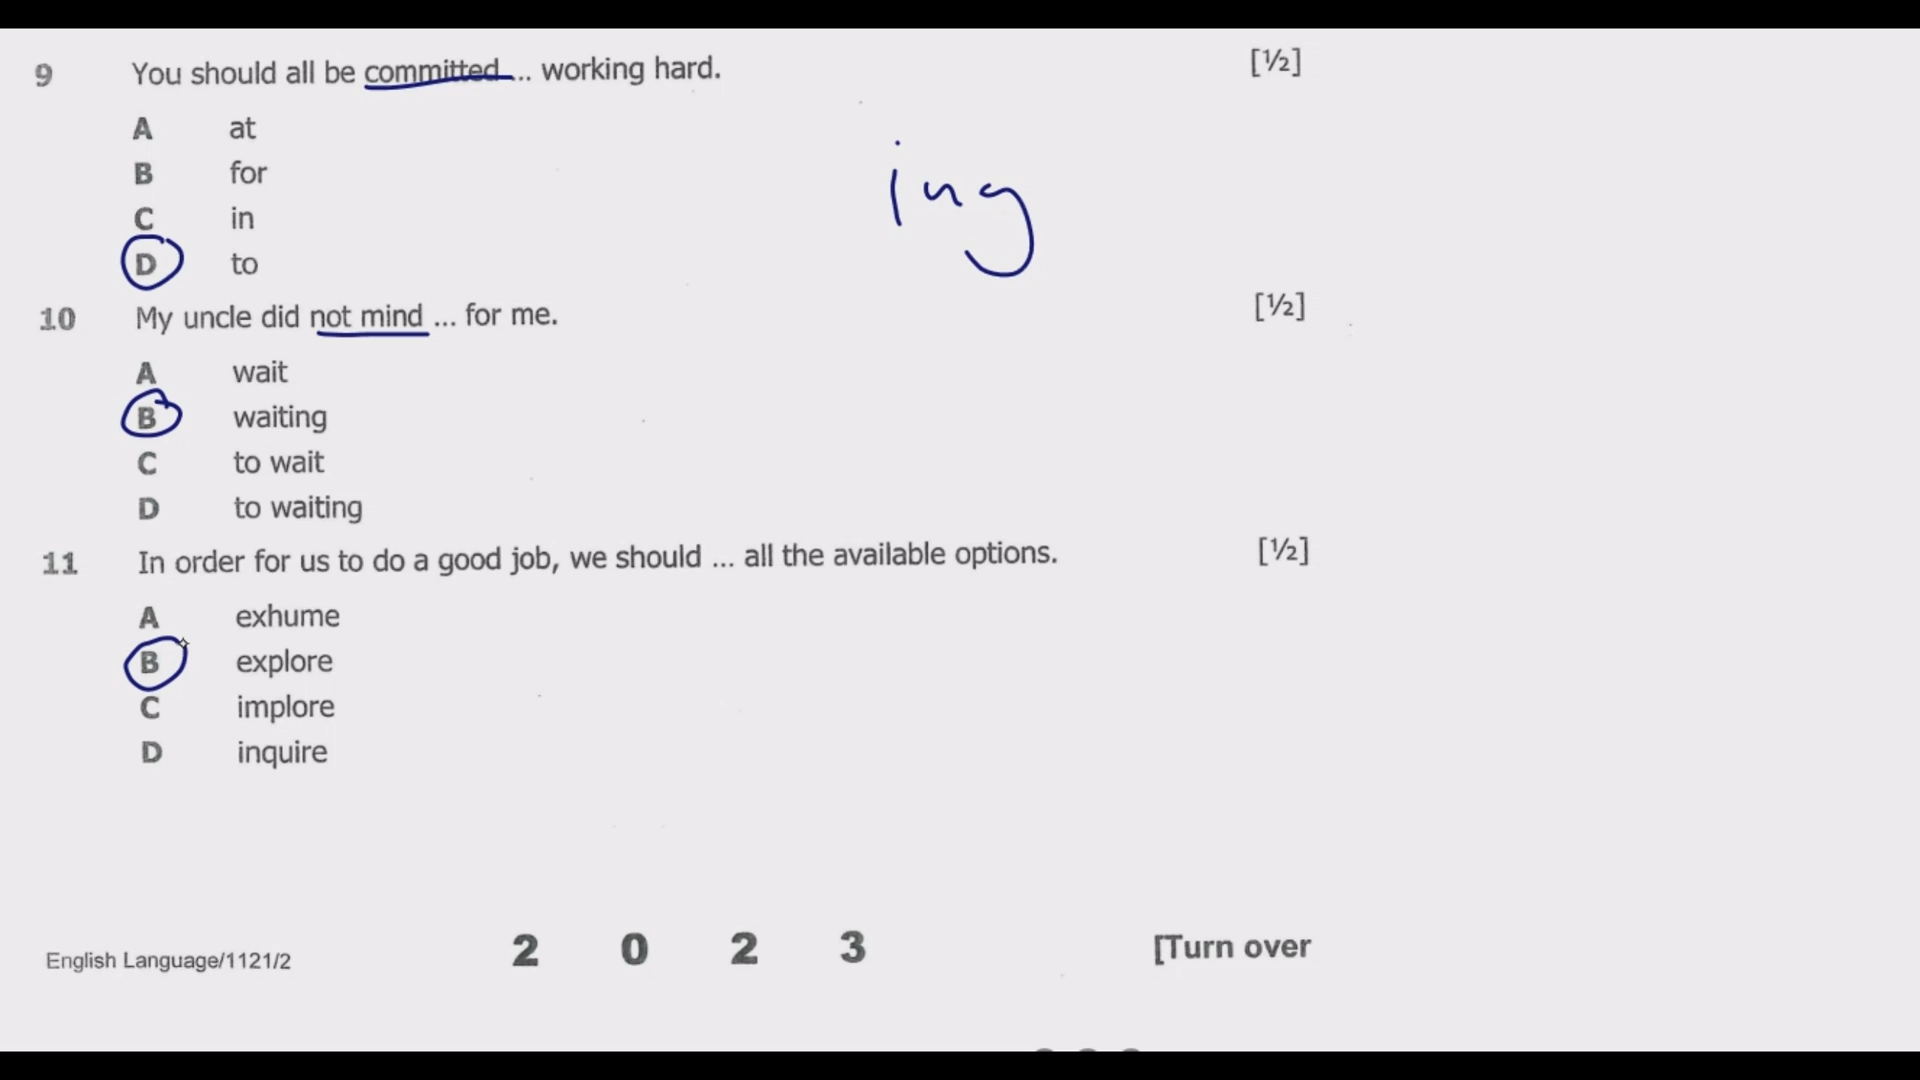 9 You should all be committed ... working hard. [½]
A at
B for
C in
D to
ing
10 My uncle did not mind ... for me. [½]
A wait
B waiting
C to wait
D to waiting
11 In order for us to do a good job, we should ... all the available options. [½]
A exhume
B explore
C implore
D inquire
English Language/1121/2 2 0 2 3 [Turn over